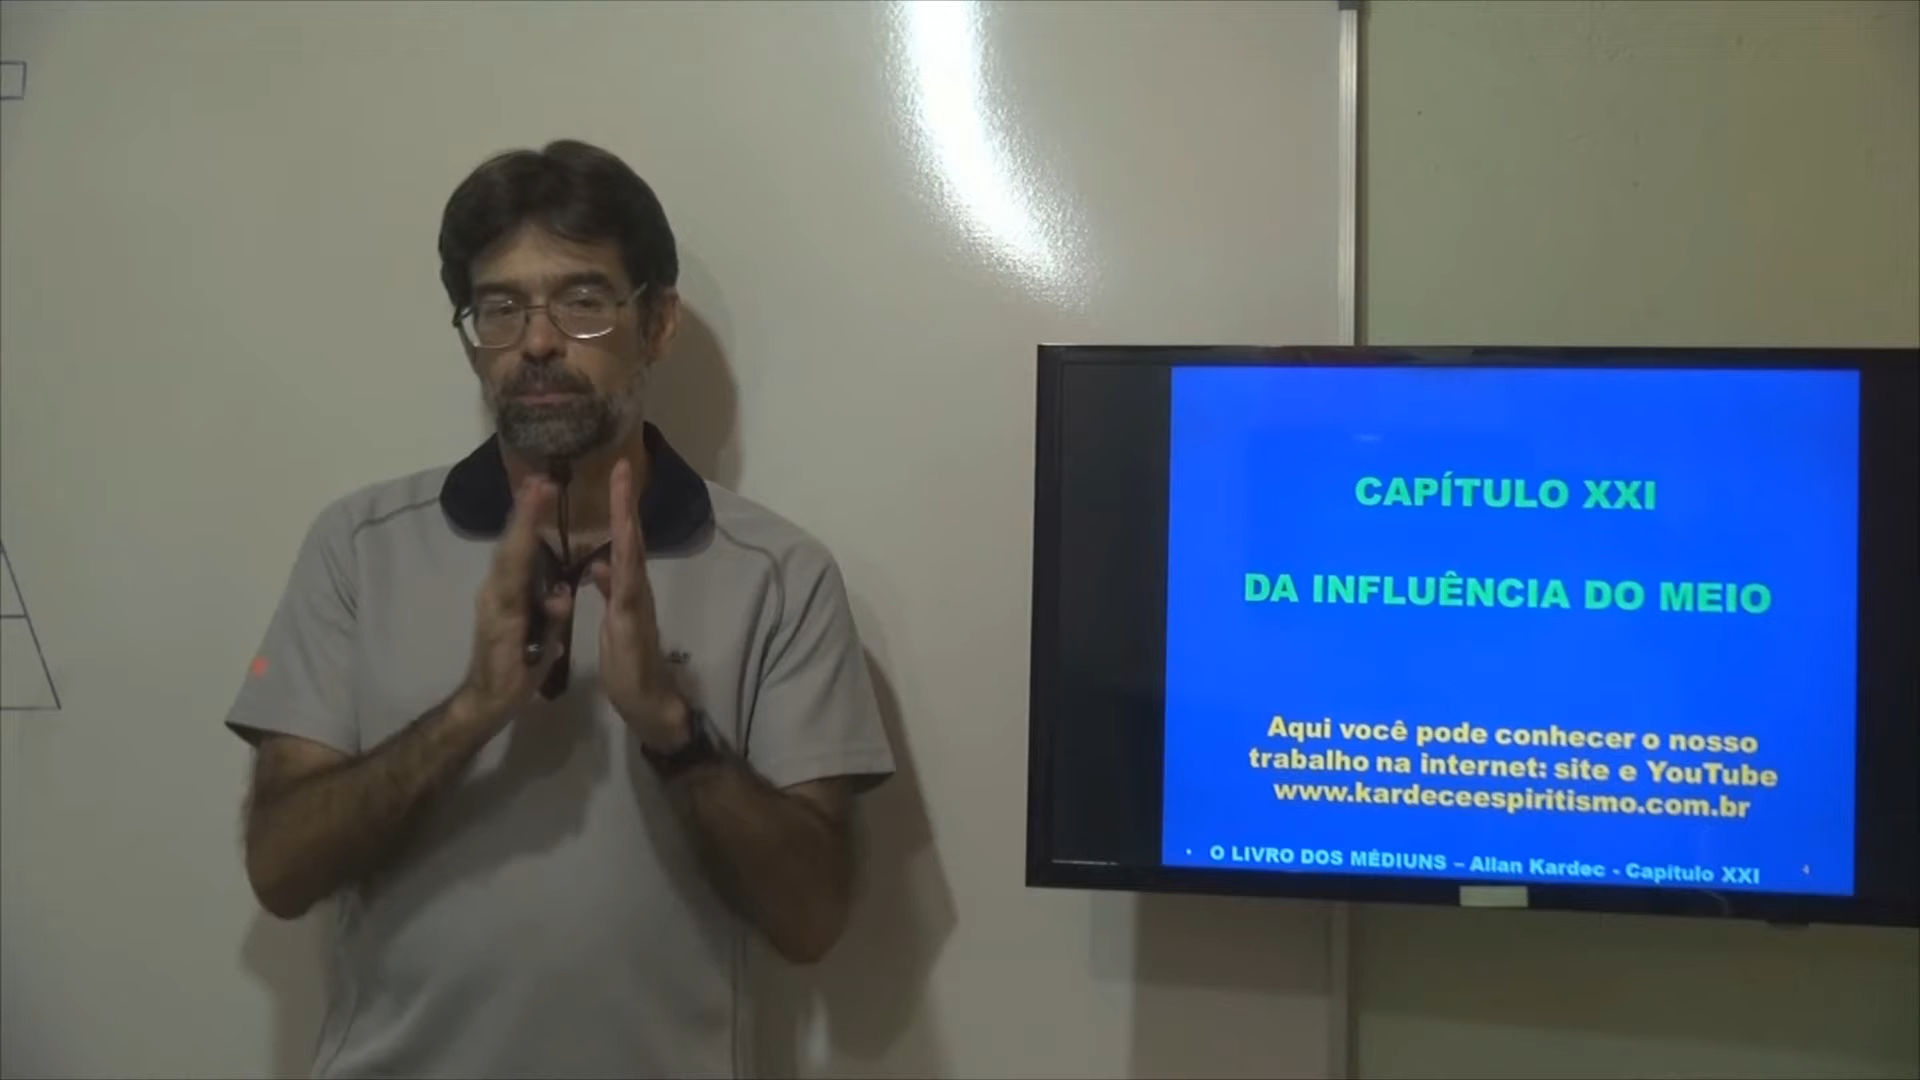 CAPÍTULO XXI
DA INFLUÊNCIA DO MEIO
Aqui você pode conhecer o nosso
trabalho na internet: site e YouTube
www.kardeceespiritismo.com.br
• O LIVRO DOS MÉDIUNS – Allan Kardec - Capítulo XXI 4